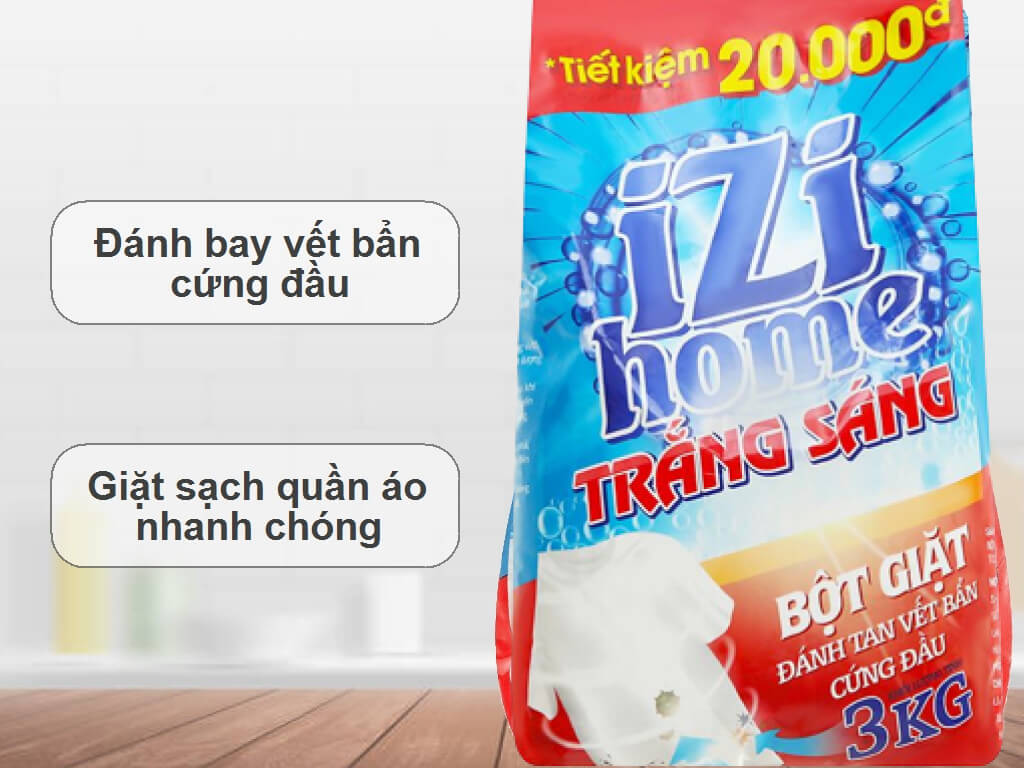 Đánh bay vết bẩn
cứng đầu
Giặt sạch quần áo
nhanh chóng
*Tiết kiệm 20.000đ
iZi
home
TRẮNG SÁNG
BỘT GIẶT
ĐÁNH TAN VẾT BẨN
CỨNG ĐẦU
3KG